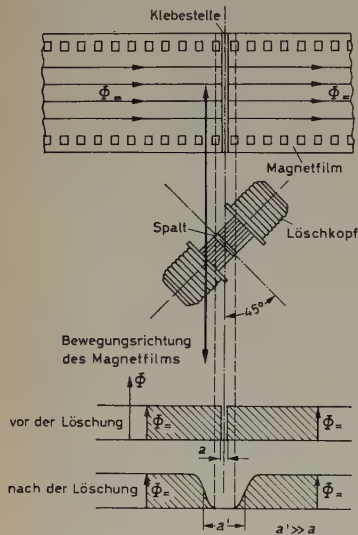 Klebestelle
Φ= Φ=
Magnetfilm
Spalt
Löschkopf
45°
Bewegungsrichtung
des Magnetfilms
Φ
vor der Löschung Φ= Φ=
a
nach der Löschung Φ= Φ=
a' a' ≫ a